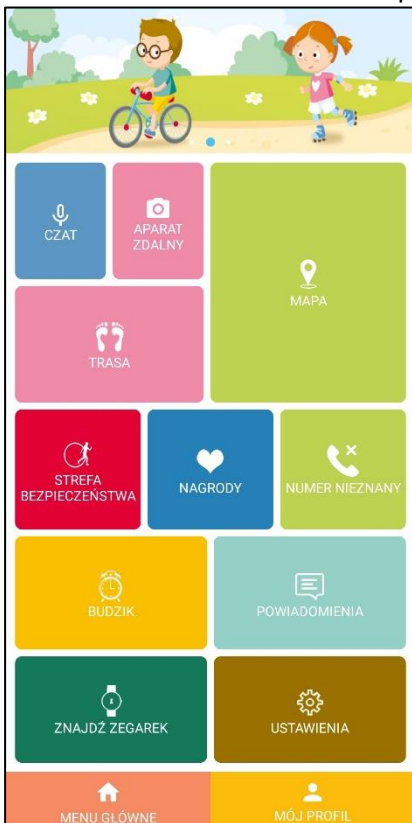 CZAT
APARAT
ZDALNY
MAPA
TRASA
STREFA
BEZPIECZEŃSTWA
NAGRODY
NUMER NIEZNANY
BUDZIK
POWIADOMIENIA
ZNAJDŹ ZEGAREK
USTAWIENIA
MENU GŁÓWNE
MÓJ PROFIL